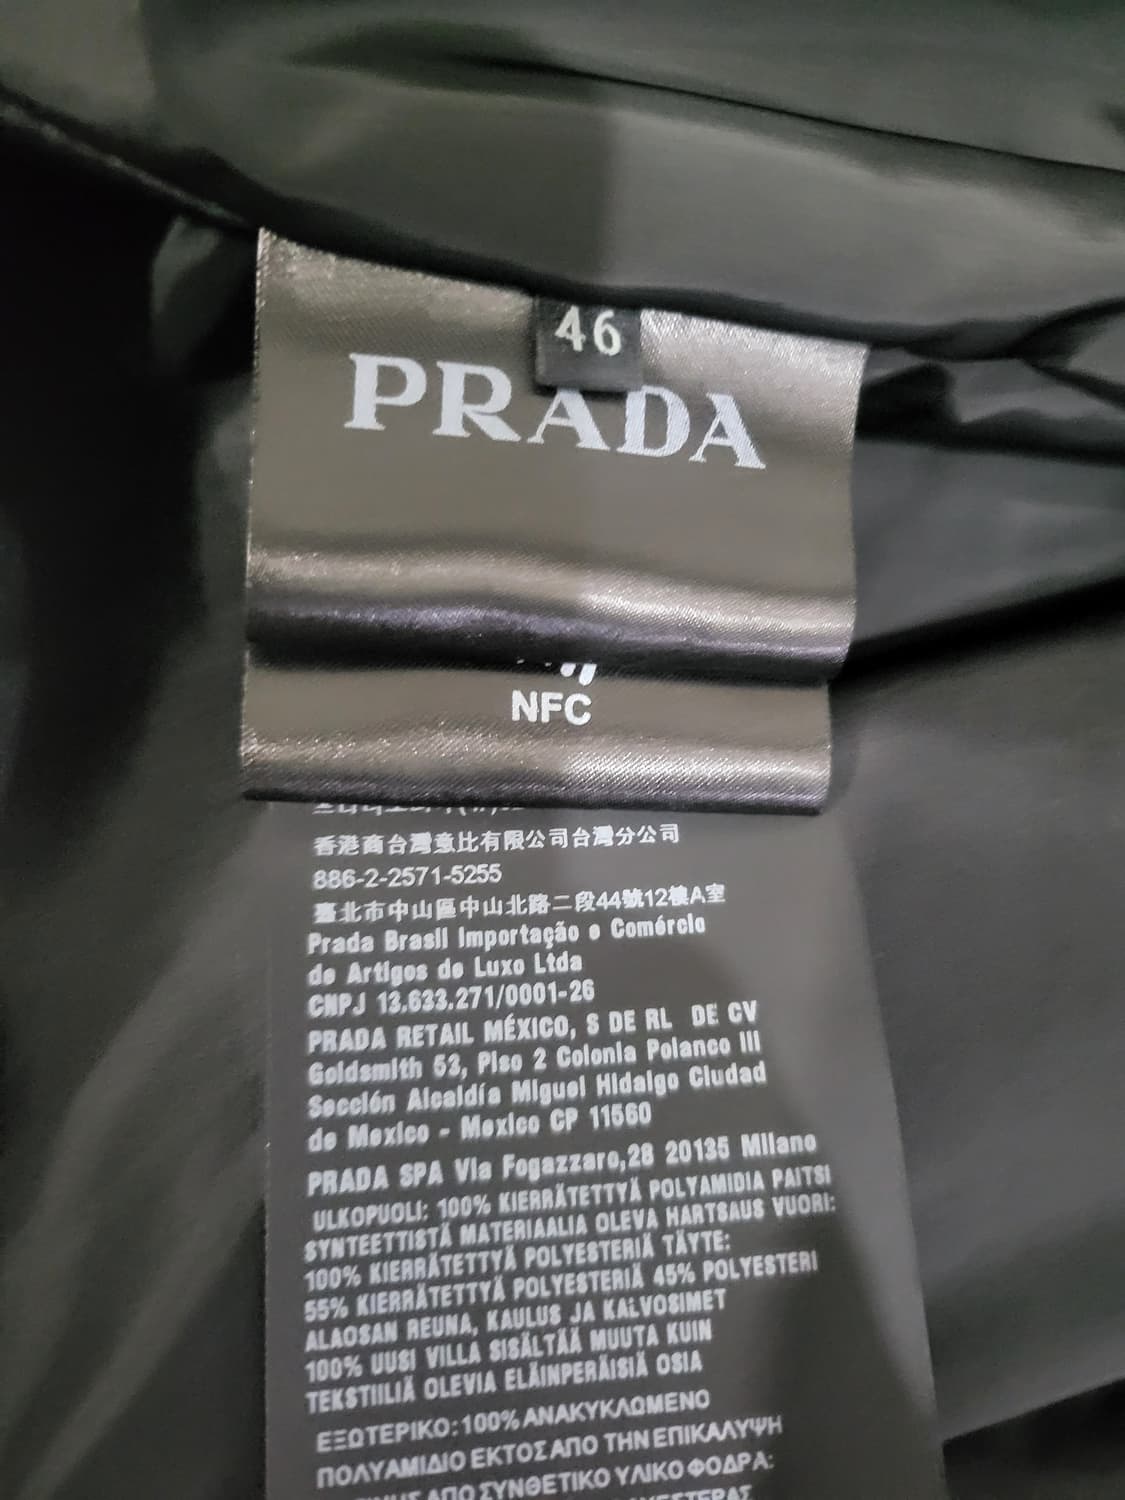 46
PRADA
NFC
香港商台灣意比有限公司台灣分公司
886-2-2571-5255
臺北市中山區中山北路二段44號12樓A室
Prada Brasil Importação e Comércio
de Artigos de Luxo Ltda
CNPJ 13.633.271/0001-26
PRADA RETAIL MÉXICO, S DE RL DE CV
Goldsmith 53, Piso 2 Colonia Polanco III
Sección Alcaldía Miguel Hidalgo Ciudad
de Mexico - Mexico CP 11560
PRADA SPA Via Fogazzaro,28 20135 Milano
ULKOPUOLI: 100% KIERRÄTETTYÄ POLYAMIDIA PAITSI
SYNTEETTISTÄ MATERIAALIA OLEVA HARTSAUS VUORI:
100% KIERRÄTETTYÄ POLYESTERIÄ TÄYTE:
55% KIERRÄTETTYÄ POLYESTERIÄ 45% POLYESTERI
ALAOSAN REUNA, KAULUS JA KALVOSIMET
100% UUSI VILLA SISÄLTÄÄ MUUTA KUIN
TEKSTIILIÄ OLEVIA ELÄINPERÄISIÄ OSIA
ΕΞΩΤΕΡΙΚΟ: 100% ΑΝΑΚΥΚΛΩΜΕΝΟ
ΠΟΛΥΑΜΙΔΙΟ ΕΚΤΟΣ ΑΠΟ ΤΗΝ ΕΠΙΚΑΛΥΨΗ
ΑΠΟ ΣΥΝΘΕΤΙΚΟ ΥΛΙΚΟ ΦΟΔΡΑ: